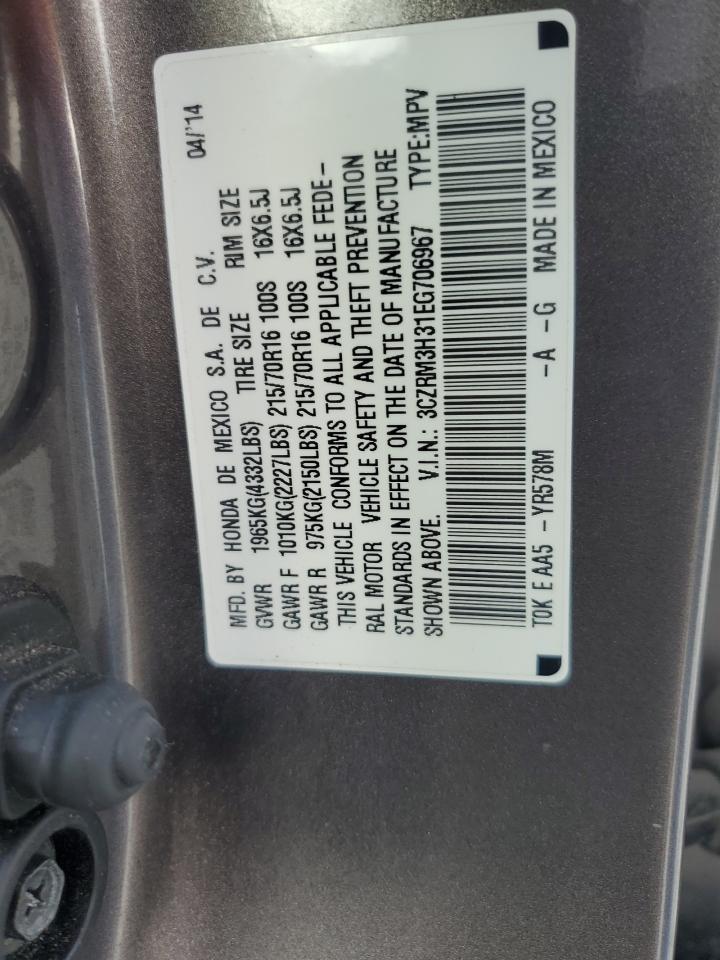 04/'14
MFD. BY HONDA DE MEXICO S.A. DE C.V.
GVWR 1965KG(4332LBS) TIRE SIZE RIM SIZE
GAWR F 1010KG(2227LBS) 215/70R16 100S 16X6.5J
GAWR R 975KG(2150LBS) 215/70R16 100S 16X6.5J
THIS VEHICLE CONFORMS TO ALL APPLICABLE FEDE-
RAL MOTOR VEHICLE SAFETY AND THEFT PREVENTION
STANDARDS IN EFFECT ON THE DATE OF MANUFACTURE
SHOWN ABOVE. V.I.N.: 3CZRM3H31EG706967 TYPE:MPV
T0K E AA5 -YR578M -A -G MADE IN MEXICO